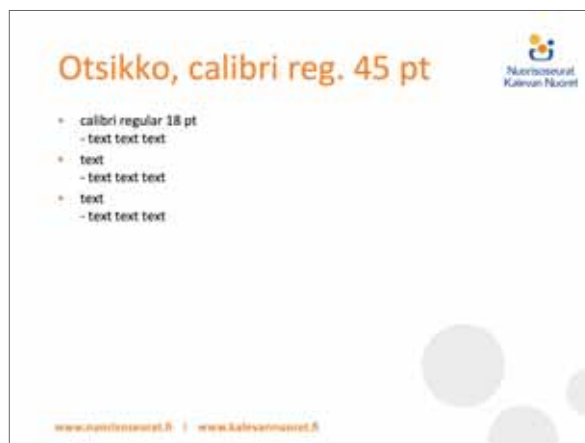 Otsikko, calibri reg. 45 pt
Nuorisoseurat
Kalevan Nuoret
• calibri regular 18 pt
- text text text
• text
- text text text
• text
- text text text
www.nuorisoseurat.fi | www.kalevannuoret.fi